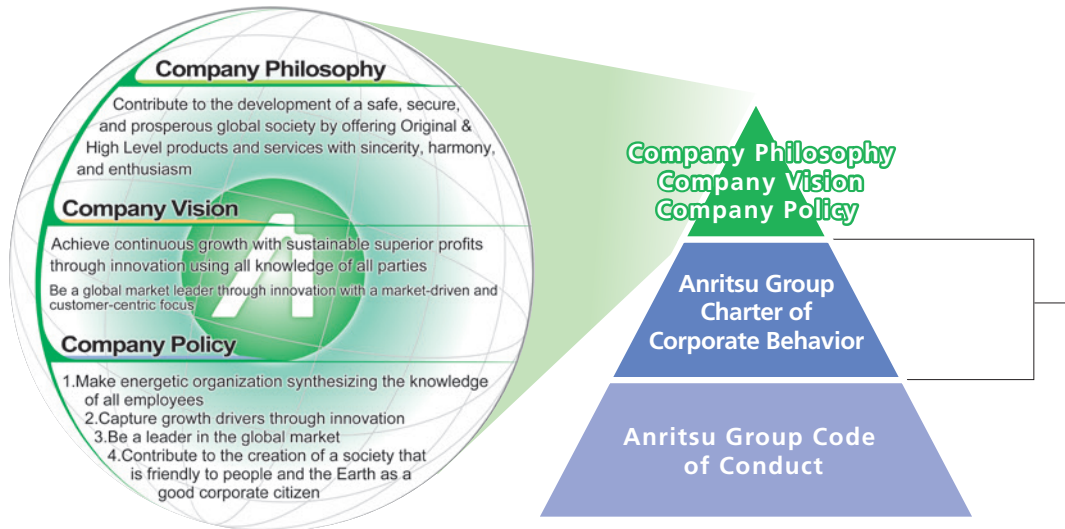 Company Philosophy
Contribute to the development of a safe, secure,
and prosperous global society by offering Original &
High Level products and services with sincerity, harmony,
and enthusiasm
Company Vision
Achieve continuous growth with sustainable superior profits
through innovation using all knowledge of all parties
Be a global market leader through innovation with a market-driven and
customer-centric focus
Company Policy
1.Make energetic organization synthesizing the knowledge
of all employees
2.Capture growth drivers through innovation
3.Be a leader in the global market
4.Contribute to the creation of a society that
is friendly to people and the Earth as a
good corporate citizen
Company Philosophy
Company Vision
Company Policy
Anritsu Group
Charter of
Corporate Behavior
Anritsu Group Code
of Conduct